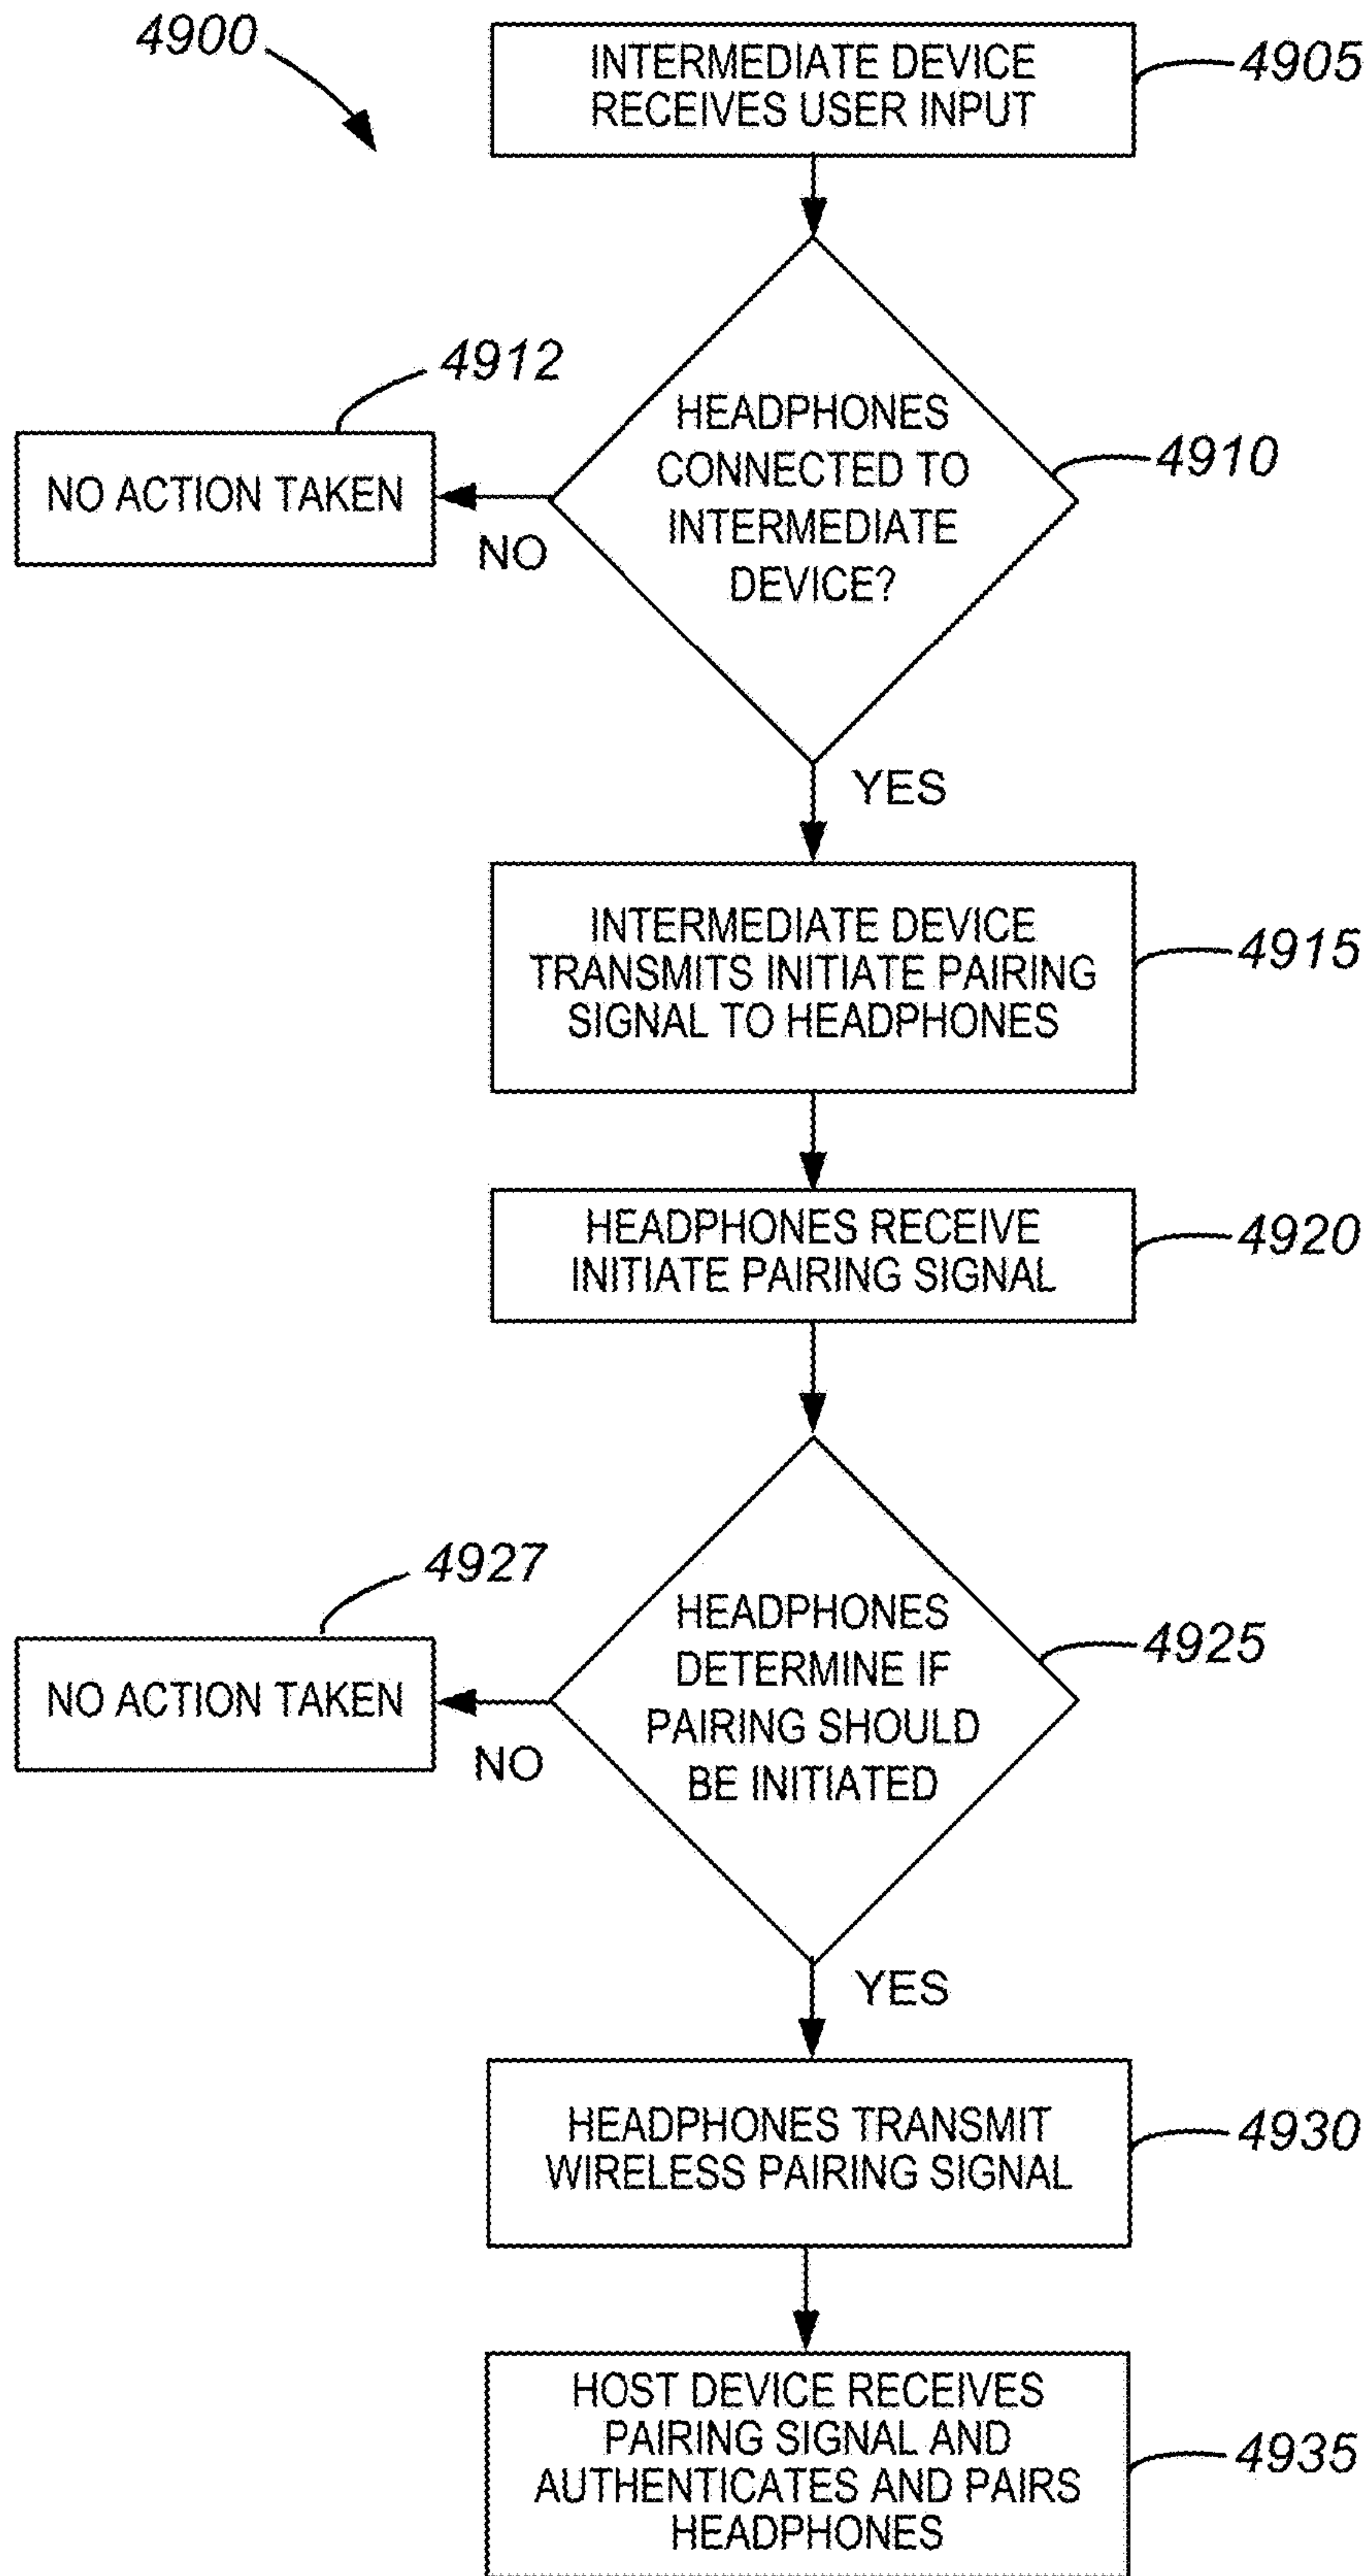 4900
INTERMEDIATE DEVICE
RECEIVES USER INPUT
4905
4912
HEADPHONES
CONNECTED TO
INTERMEDIATE
DEVICE?
4910
NO ACTION TAKEN
NO
YES
INTERMEDIATE DEVICE
TRANSMITS INITIATE PAIRING
SIGNAL TO HEADPHONES
4915
HEADPHONES RECEIVE
INITIATE PAIRING SIGNAL
4920
4927
HEADPHONES
DETERMINE IF
PAIRING SHOULD
BE INITIATED
4925
NO ACTION TAKEN
NO
YES
HEADPHONES TRANSMIT
WIRELESS PAIRING SIGNAL
4930
HOST DEVICE RECEIVES
PAIRING SIGNAL AND
AUTHENTICATES AND PAIRS
HEADPHONES
4935